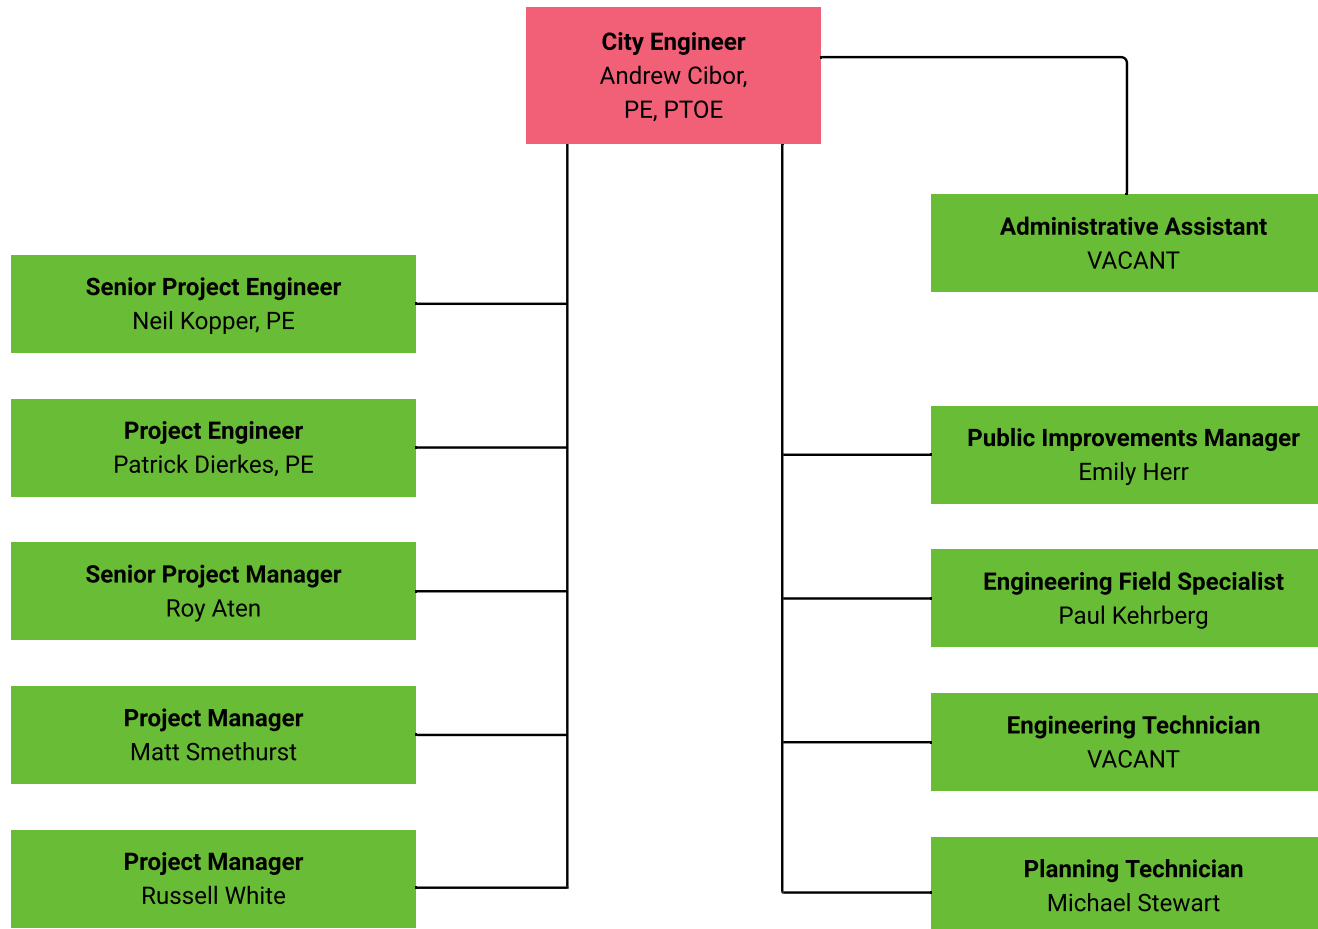 City Engineer
Andrew Cibor,
PE, PTOE
Administrative Assistant
VACANT
Senior Project Engineer
Neil Kopper, PE
Project Engineer
Patrick Dierkes, PE
Senior Project Manager
Roy Aten
Project Manager
Matt Smethurst
Project Manager
Russell White
Public Improvements Manager
Emily Herr
Engineering Field Specialist
Paul Kehrberg
Engineering Technician
VACANT
Planning Technician
Michael Stewart